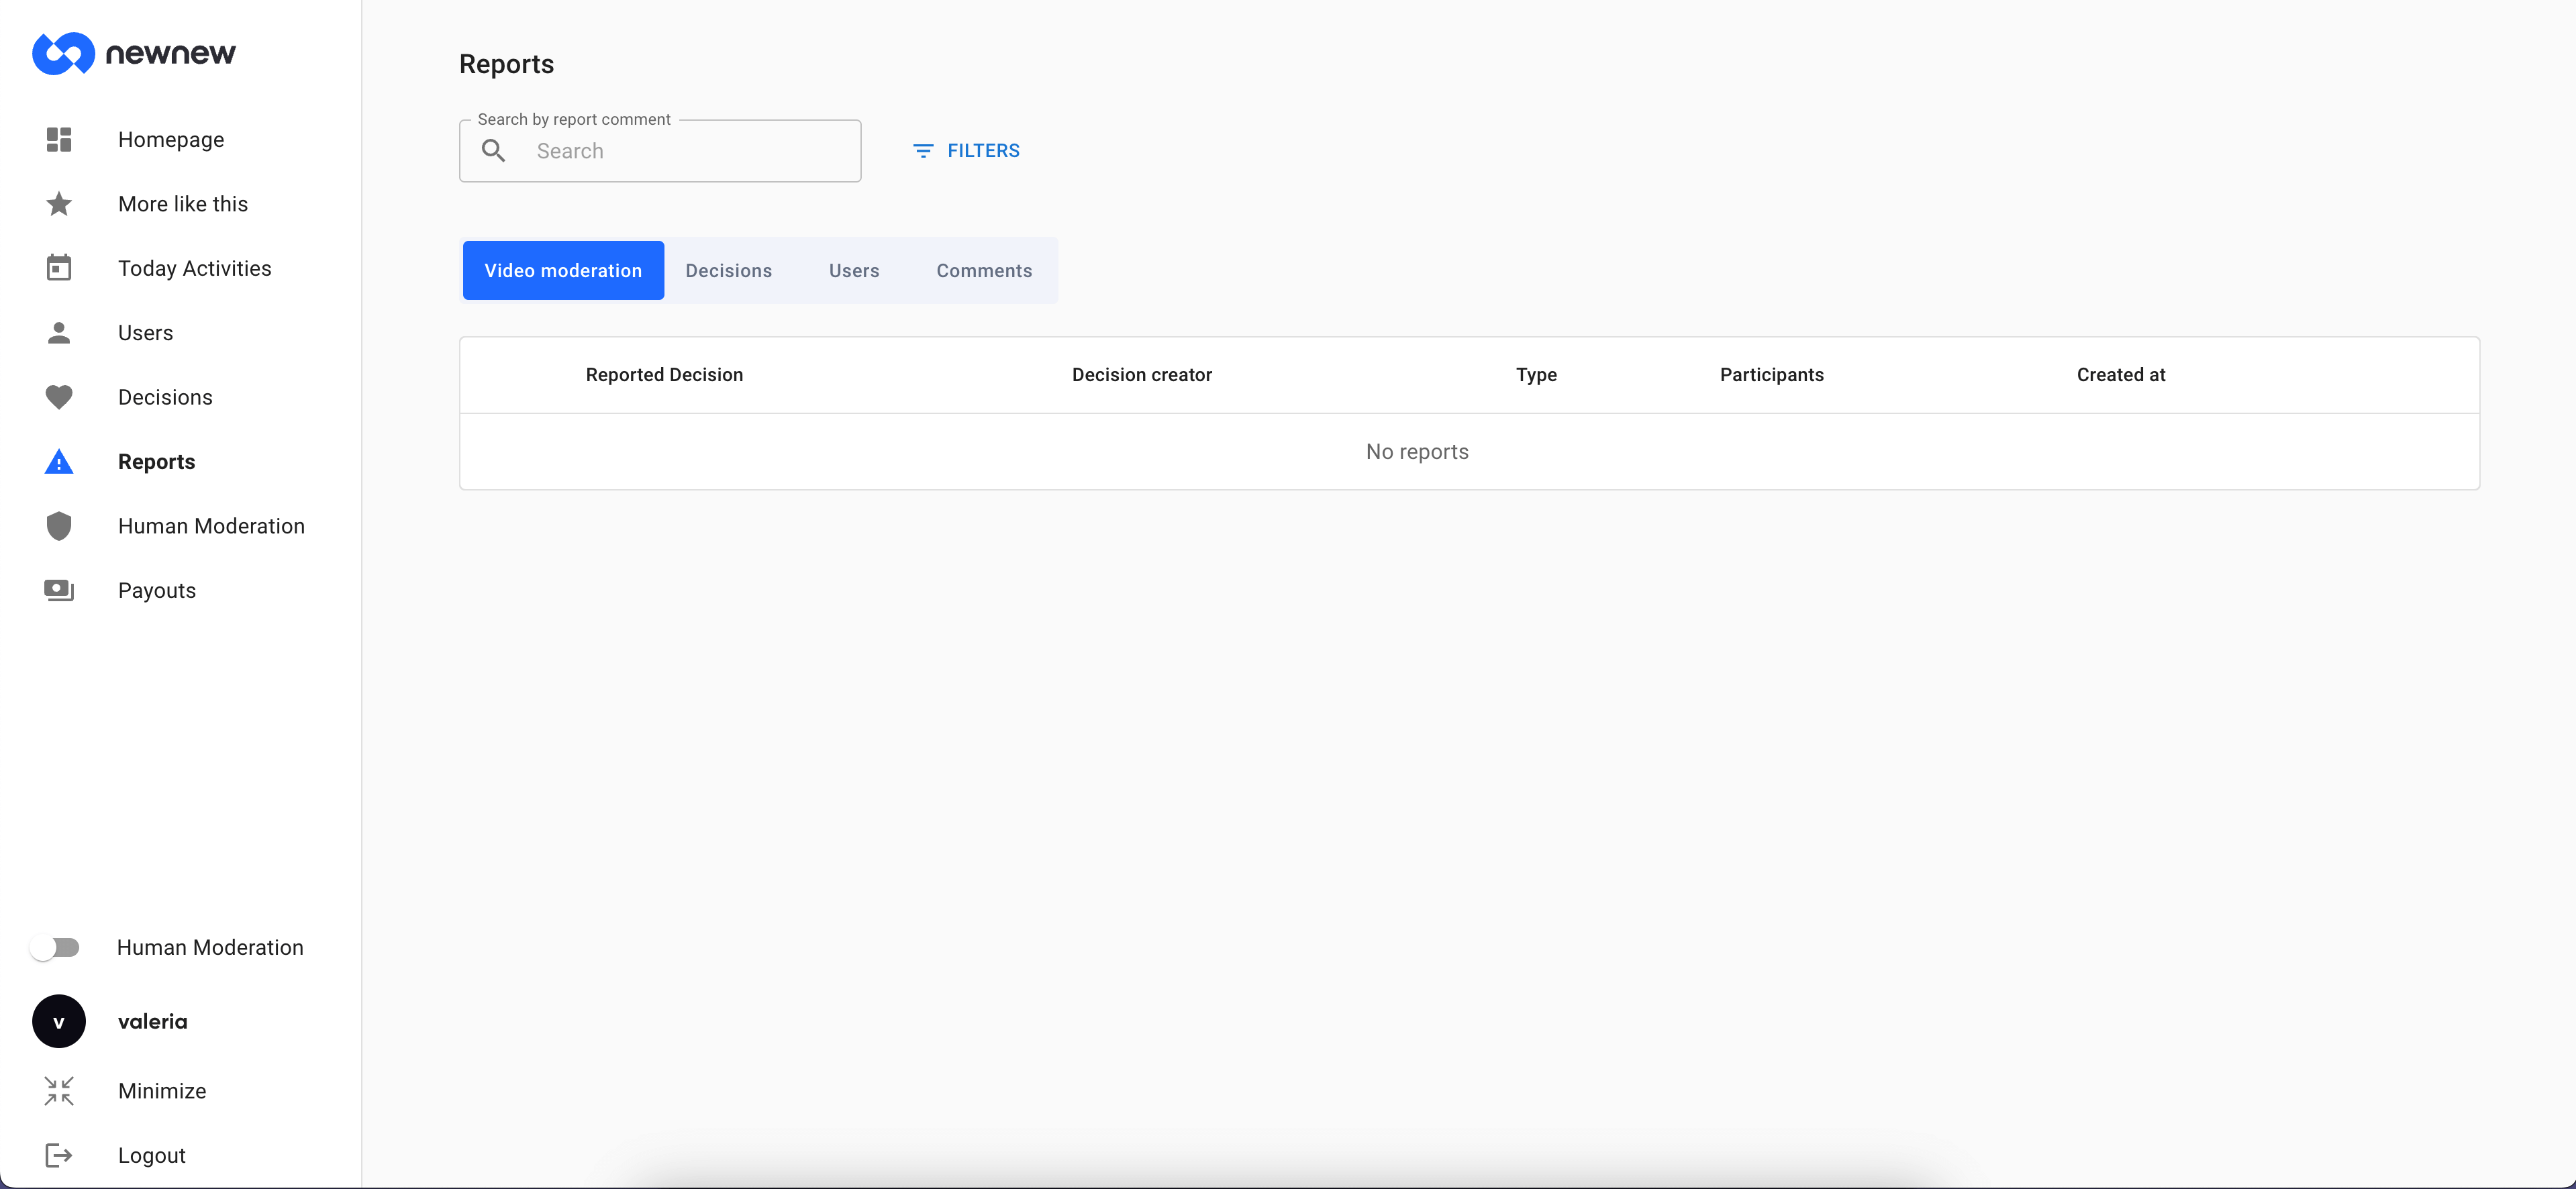 newnew
Homepage
More like this
Today Activities
Users
Decisions
Reports
Human Moderation
Payouts
Human Moderation
v
valeria
Minimize
Logout
Reports
Search by report comment
Search
FILTERS
Video moderation Decisions Users Comments
Reported Decision Decision creator Type Participants Created at
No reports